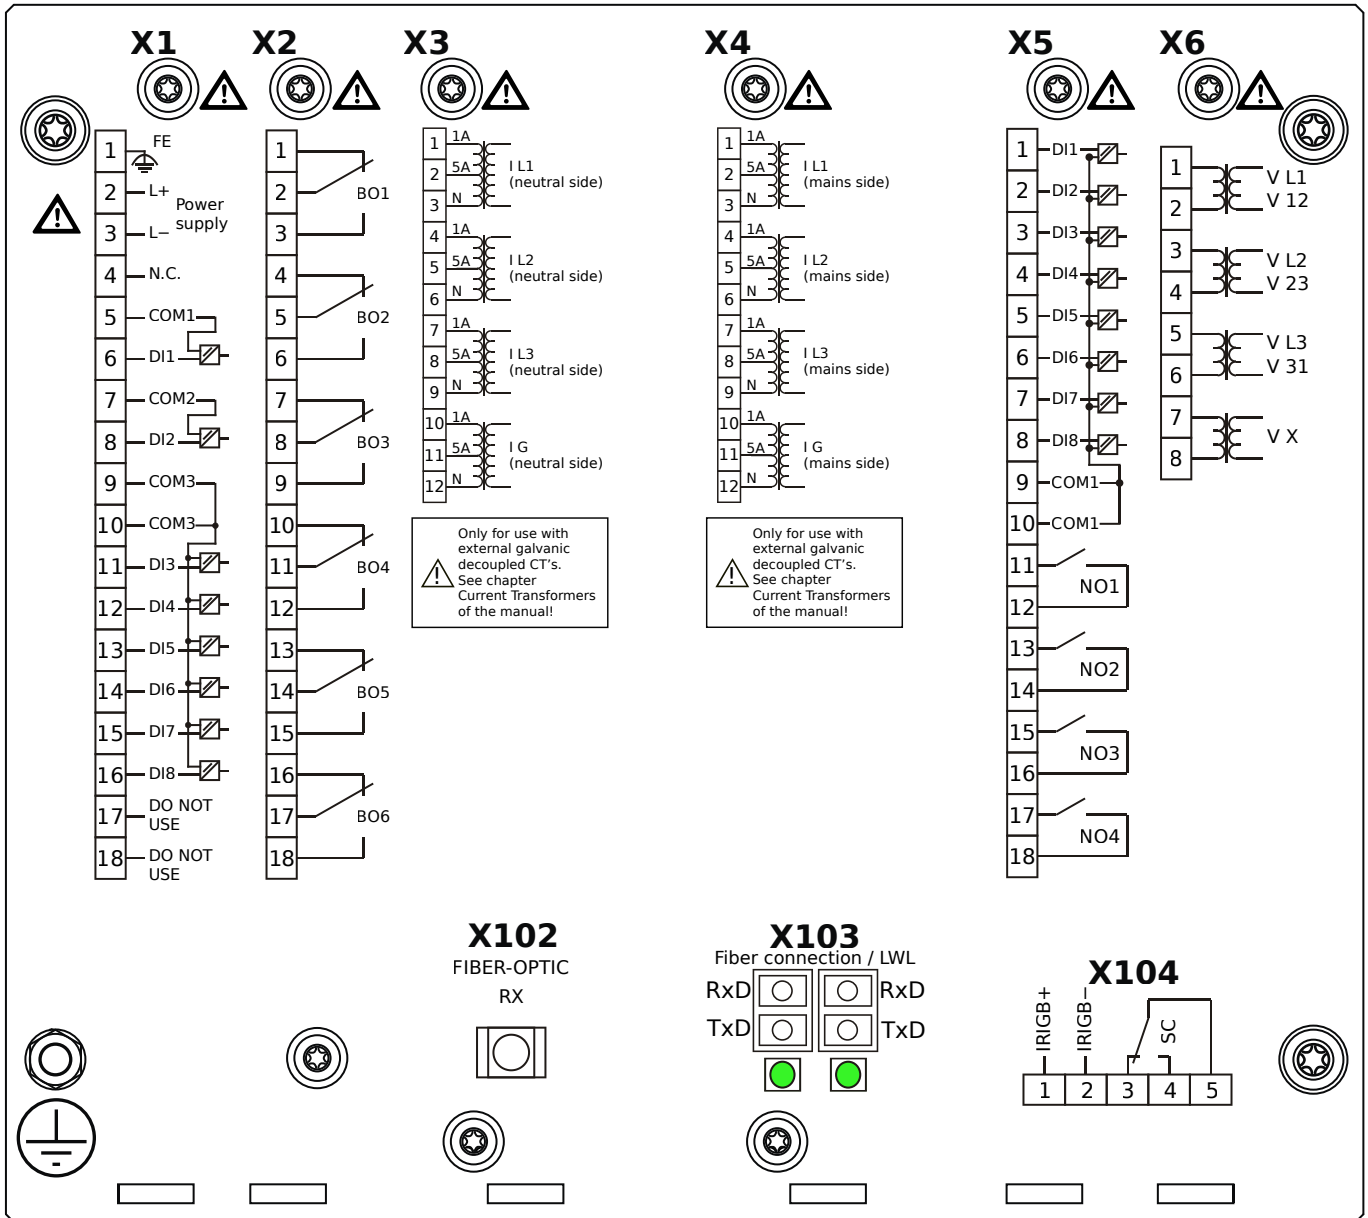 X1
X2
X3
X4
X5
X6
1
FE
2
L+
Power
supply
3
L−
4
N.C.
5
COM1
6
DI1
7
COM2
8
DI2
9
COM3
10
COM3
11
DI3
12
DI4
13
DI5
14
DI6
15
DI7
16
DI8
17
DO NOT
USE
18
DO NOT
USE
1
2
BO1
3
4
5
BO2
6
7
8
BO3
9
10
11
BO4
12
13
14
BO5
15
16
17
BO6
18
1
1A
2
5A
I L1
(neutral side)
3
N
4
1A
5
5A
I L2
(neutral side)
6
N
7
1A
8
5A
I L3
(neutral side)
9
N
10
1A
11
5A
I G
(neutral side)
12
N
Only for use with
external galvanic
decoupled CT's.
See chapter
Current Transformers
of the manual!
1
1A
2
5A
I L1
(mains side)
3
N
4
1A
5
5A
I L2
(mains side)
6
N
7
1A
8
5A
I L3
(mains side)
9
N
10
1A
11
5A
I G
(mains side)
12
N
Only for use with
external galvanic
decoupled CT's.
See chapter
Current Transformers
of the manual!
1
DI1
2
DI2
3
DI3
4
DI4
5
DI5
6
DI6
7
DI7
8
DI8
9
COM1
10
COM1
11
NO1
12
13
NO2
14
15
NO3
16
17
NO4
18
1
V L1
2
V 12
3
V L2
4
V 23
5
V L3
6
V 31
7
V X
8
X102
FIBER-OPTIC
RX
X103
Fiber connection / LWL
RxD
RxD
TxD
TxD
X104
IRIGB+
IRIGB−
SC
1
2
3
4
5